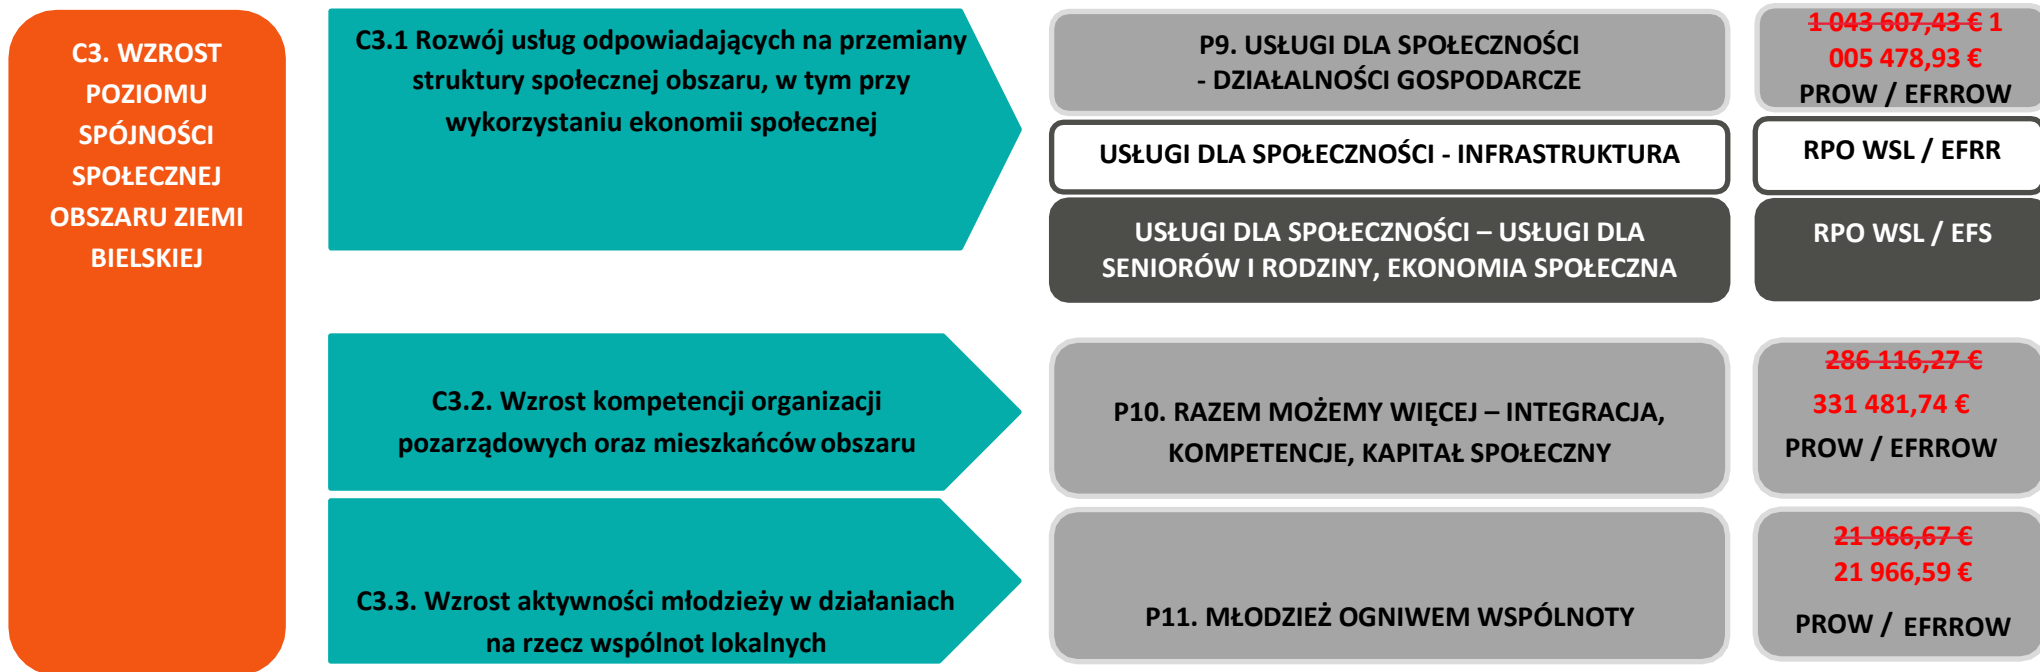 C3. WZROST
POZIOMU
SPÓJNOŚCI
SPOŁECZNEJ
OBSZARU ZIEMI
BIELSKIEJ
C3.1 Rozwój usług odpowiadających na przemiany
struktury społecznej obszaru, w tym przy
wykorzystaniu ekonomii społecznej
P9. USŁUGI DLA SPOŁECZNOŚCI
- DZIAŁALNOŚCI GOSPODARCZE
1 043 607,43 € 1
005 478,93 €
PROW / EFRROW
USŁUGI DLA SPOŁECZNOŚCI - INFRASTRUKTURA
RPO WSL / EFRR
USŁUGI DLA SPOŁECZNOŚCI – USŁUGI DLA
SENIORÓW I RODZINY, EKONOMIA SPOŁECZNA
RPO WSL / EFS
C3.2. Wzrost kompetencji organizacji
pozarządowych oraz mieszkańców obszaru
P10. RAZEM MOŻEMY WIĘCEJ – INTEGRACJA,
KOMPETENCJE, KAPITAŁ SPOŁECZNY
286 116,27 €
331 481,74 €
PROW / EFRROW
C3.3. Wzrost aktywności młodzieży w działaniach
na rzecz wspólnot lokalnych
P11. MŁODZIEŻ OGNIWEM WSPÓLNOTY
21 966,67 €
21 966,59 €
PROW / EFRROW